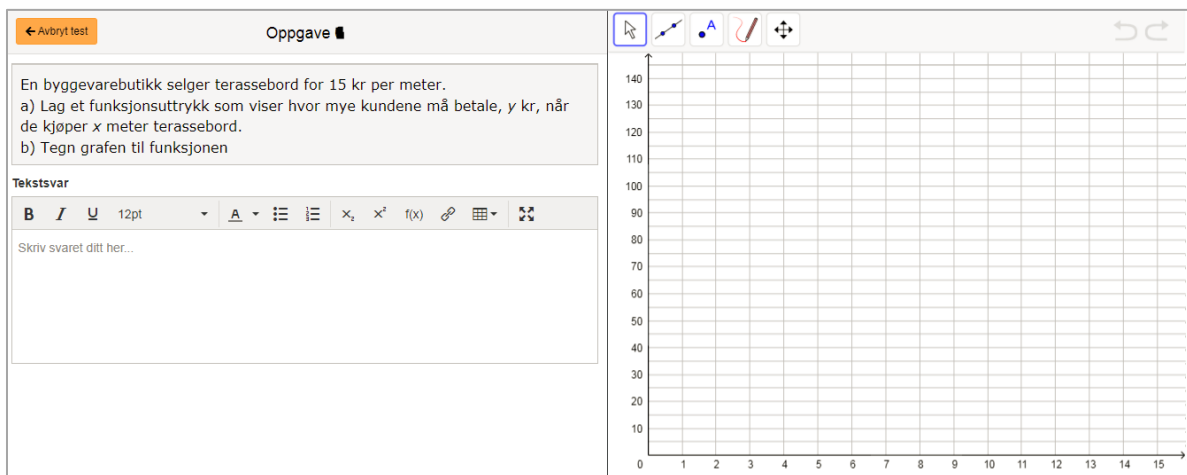 Avbryt test
Oppgave
En byggevarebutikk selger terassebord for 15 kr per meter.
a) Lag et funksjonsuttrykk som viser hvor mye kundene må betale, y kr, når
de kjøper x meter terassebord.
b) Tegn grafen til funksjonen
Tekstsvar
B I U 12pt A x₂ x² f(x)
Skriv svaret ditt her...
A
140
130
120
110
100
90
80
70
60
50
40
30
20
10
0 1 2 3 4 5 6 7 8 9 10 11 12 13 14 15